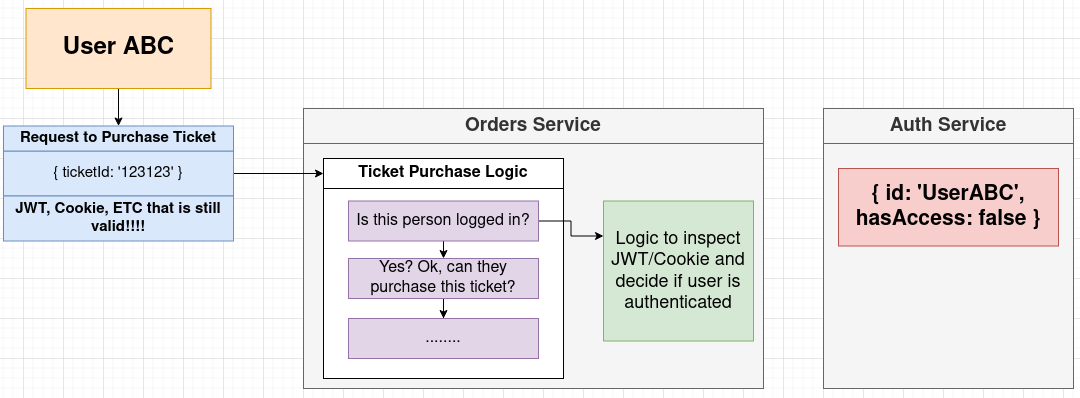 User ABC
Request to Purchase Ticket
{ ticketId: '123123' }
JWT, Cookie, ETC that is still
valid!!!!
Orders Service
Ticket Purchase Logic
Is this person logged in?
Yes? Ok, can they
purchase this ticket?
........
Logic to inspect
JWT/Cookie and
decide if user is
authenticated
Auth Service
{ id: 'UserABC',
hasAccess: false }